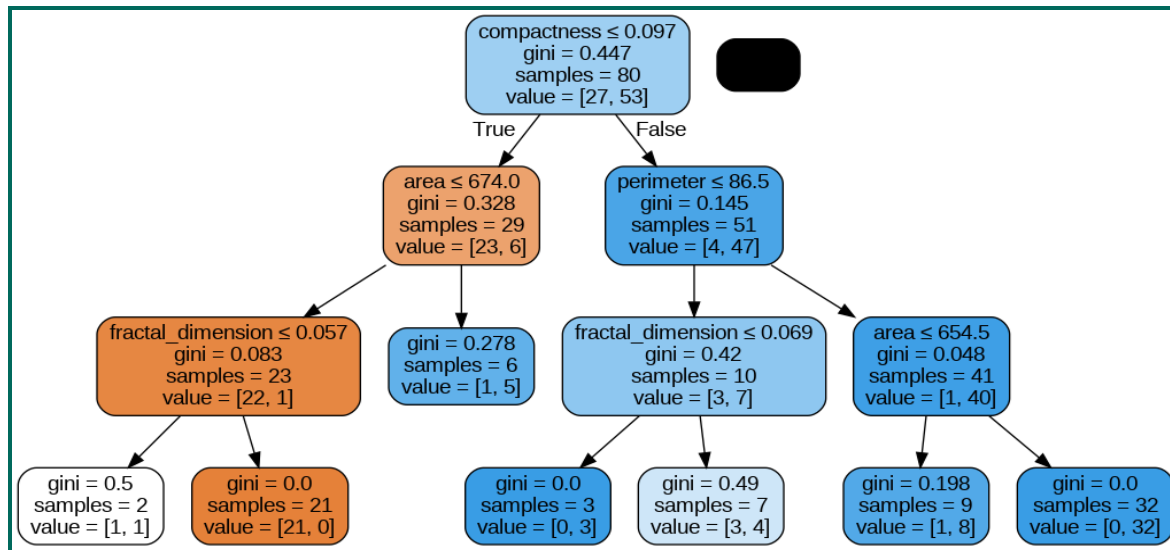 compactness ≤ 0.097
gini = 0.447
samples = 80
value = [27, 53]
True
False
area ≤ 674.0
gini = 0.328
samples = 29
value = [23, 6]
perimeter ≤ 86.5
gini = 0.145
samples = 51
value = [4, 47]
fractal_dimension ≤ 0.057
gini = 0.083
samples = 23
value = [22, 1]
gini = 0.278
samples = 6
value = [1, 5]
fractal_dimension ≤ 0.069
gini = 0.42
samples = 10
value = [3, 7]
area ≤ 654.5
gini = 0.048
samples = 41
value = [1, 40]
gini = 0.5
samples = 2
value = [1, 1]
gini = 0.0
samples = 21
value = [21, 0]
gini = 0.0
samples = 3
value = [0, 3]
gini = 0.49
samples = 7
value = [3, 4]
gini = 0.198
samples = 9
value = [1, 8]
gini = 0.0
samples = 32
value = [0, 32]